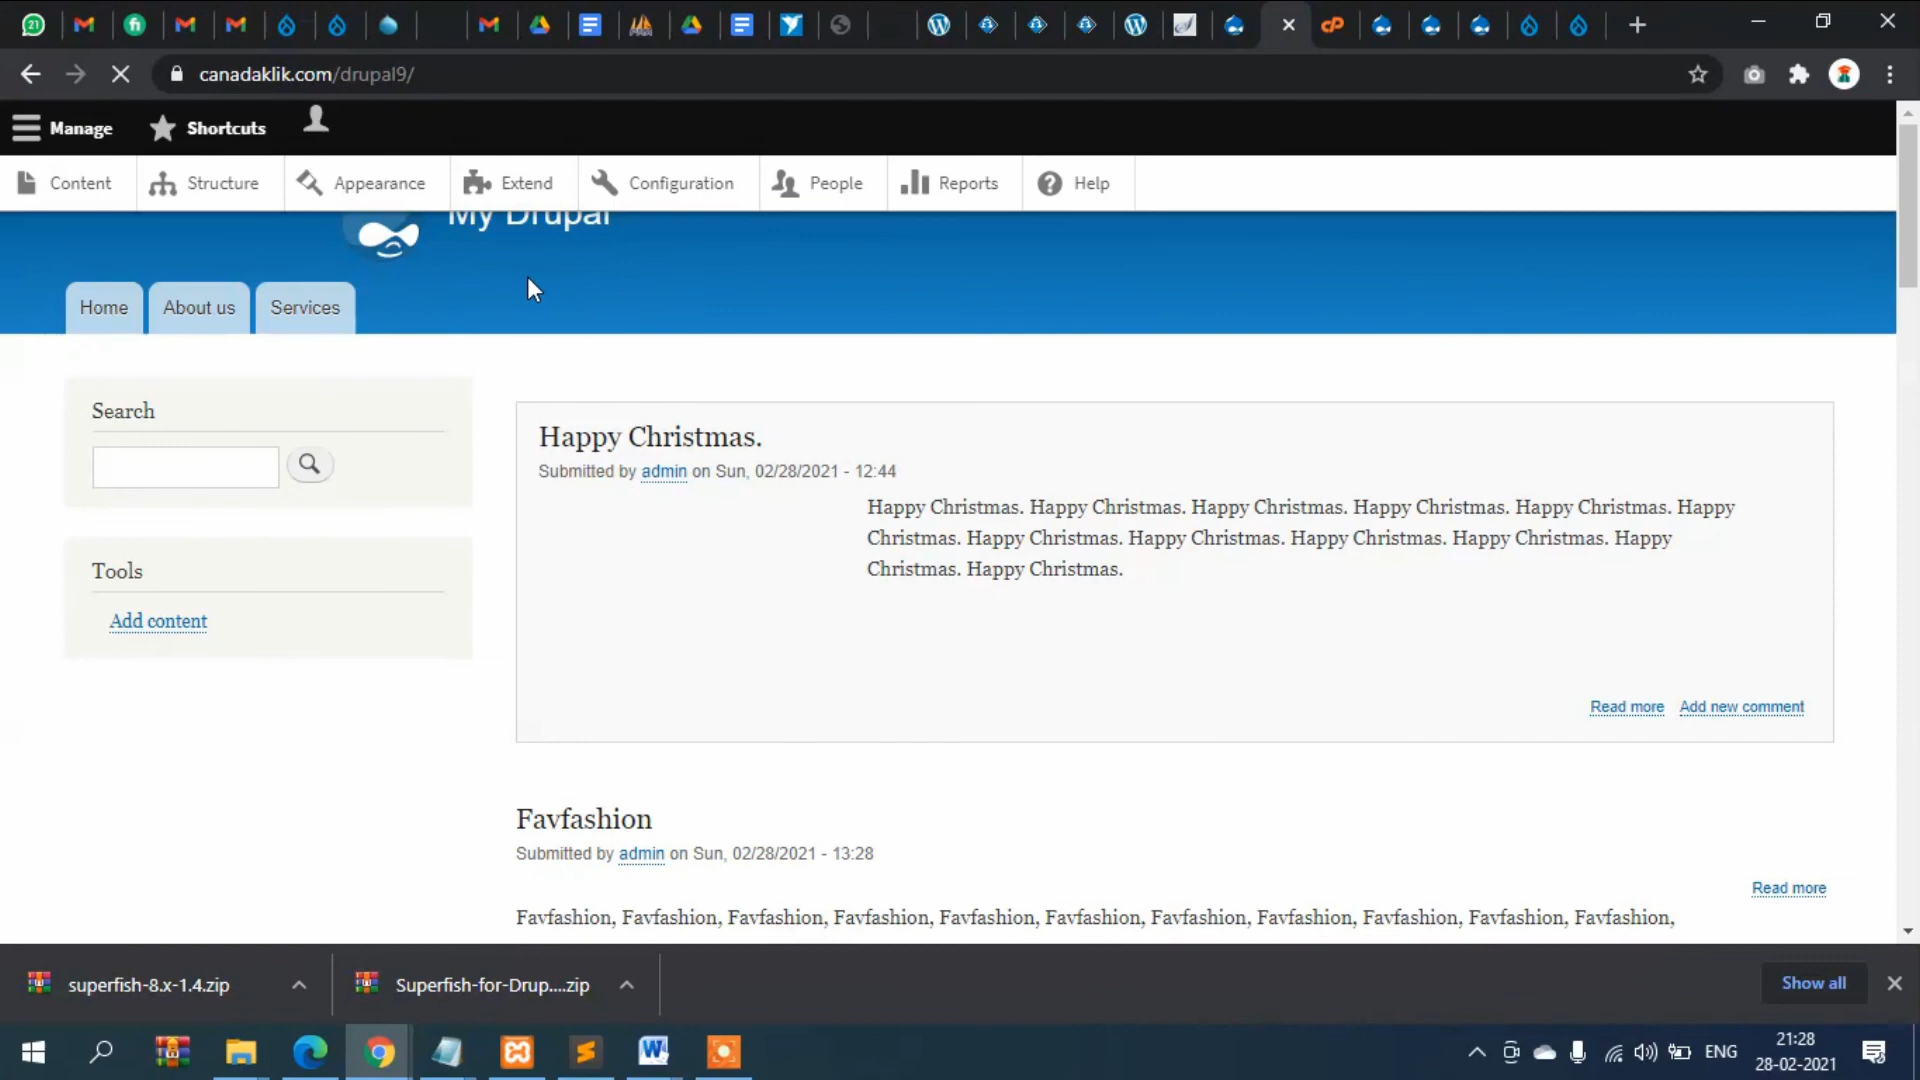 21
canadaklik.com/drupal9/
Manage Shortcuts
Content Structure Appearance Extend Configuration People Reports Help
My Drupal
Home About us Services
Search
Tools
Add content
Happy Christmas.
Submitted by admin on Sun, 02/28/2021 - 12:44
Happy Christmas. Happy Christmas. Happy Christmas. Happy Christmas. Happy Christmas. Happy
Christmas. Happy Christmas. Happy Christmas. Happy Christmas. Happy Christmas. Happy
Christmas. Happy Christmas.
Read more Add new comment
Favfashion
Submitted by admin on Sun, 02/28/2021 - 13:28
Read more
Favfashion, Favfashion, Favfashion, Favfashion, Favfashion, Favfashion, Favfashion, Favfashion, Favfashion, Favfashion, Favfashion,
superfish-8.x-1.4.zip Superfish-for-Drup....zip Show all
ENG 21:28
28-02-2021